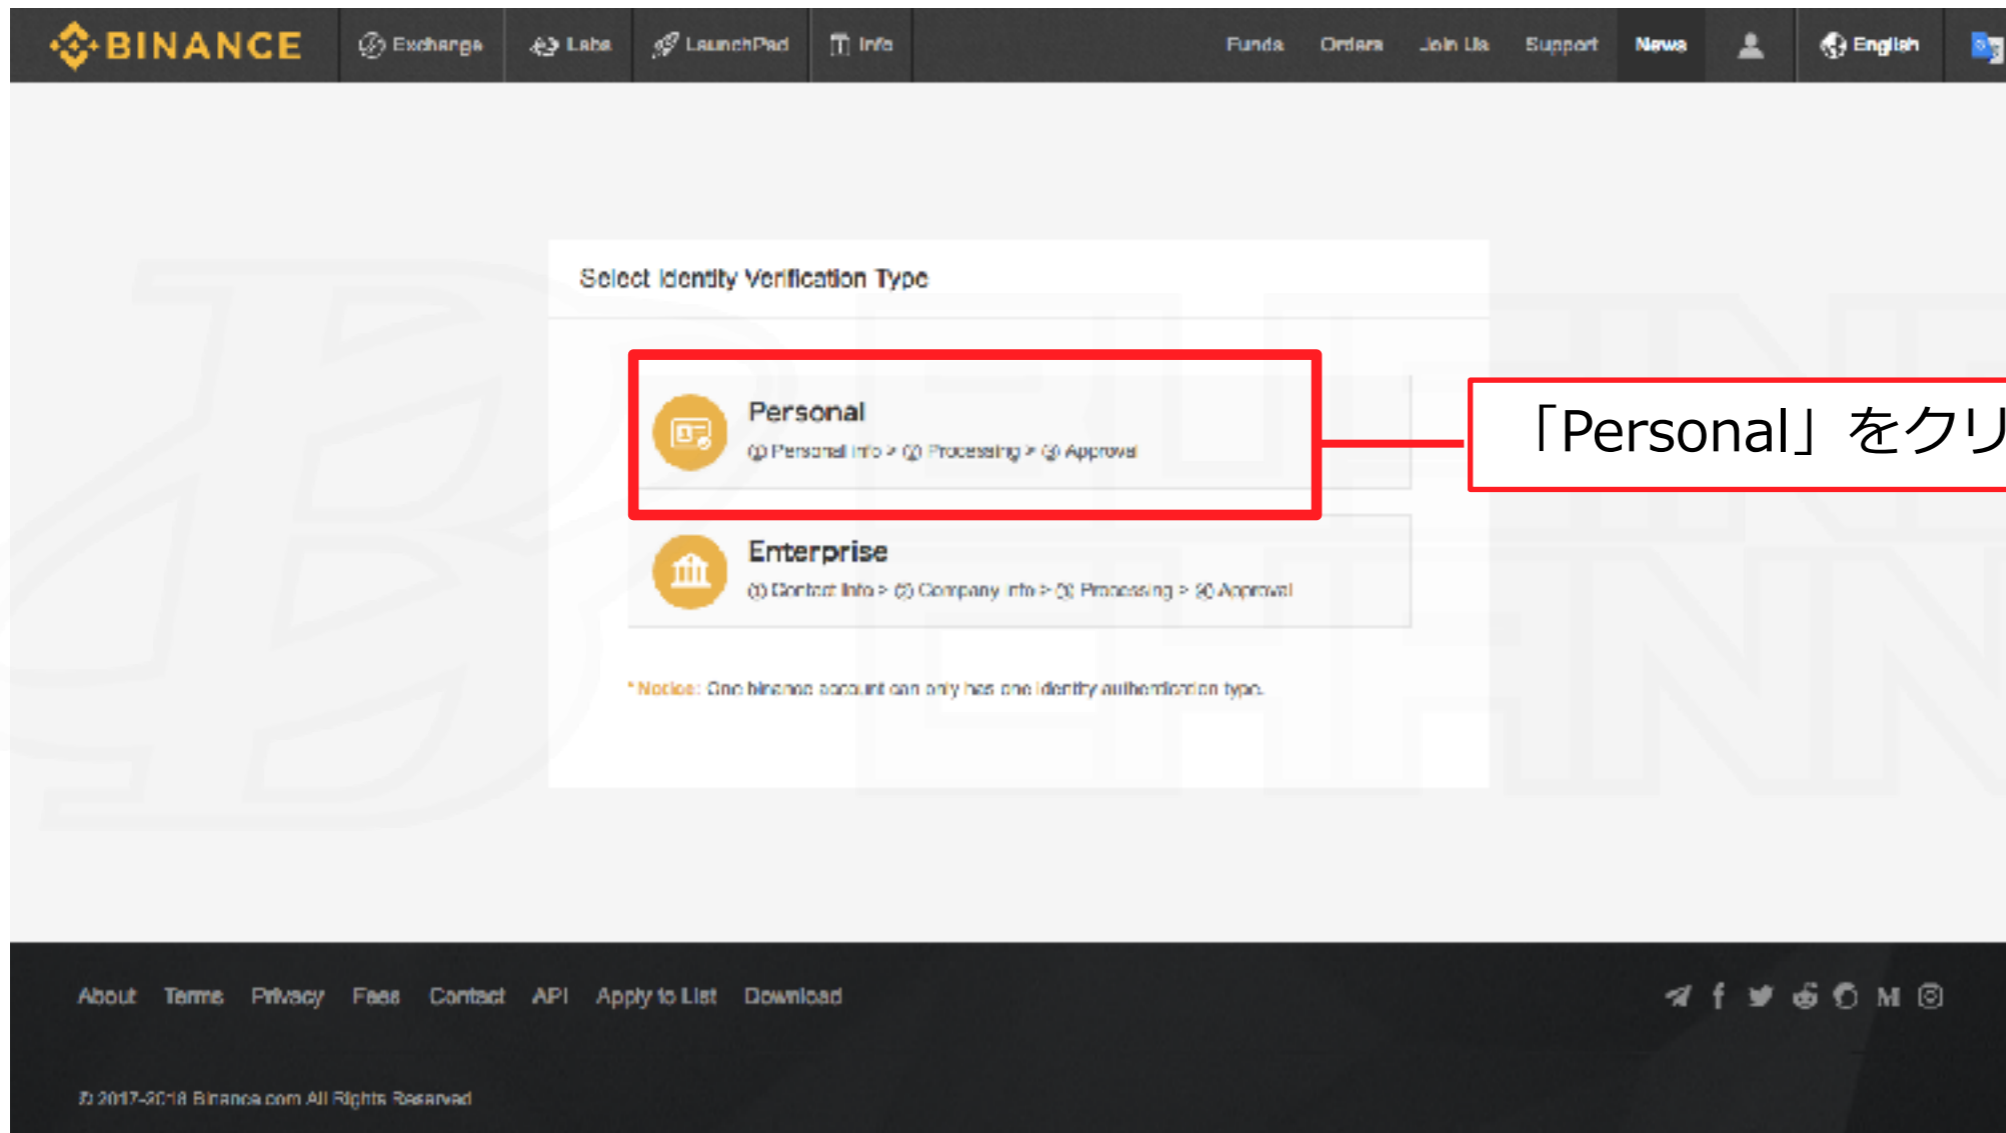 BINANCE Exchange Labs LaunchPad Info Funds Orders Join Us Support News English
Select Identity Verification Type
Personal
① Personal Info > ② Processing > ③ Approval
「Personal」をクリ
Enterprise
① Contact Info > ② Company Info > ③ Processing > ④ Approval
*Notice: One binance account can only has one identity authentication type.
About Terms Privacy Fees Contact API Apply to List Download
© 2017-2018 Binance.com All Rights Reserved